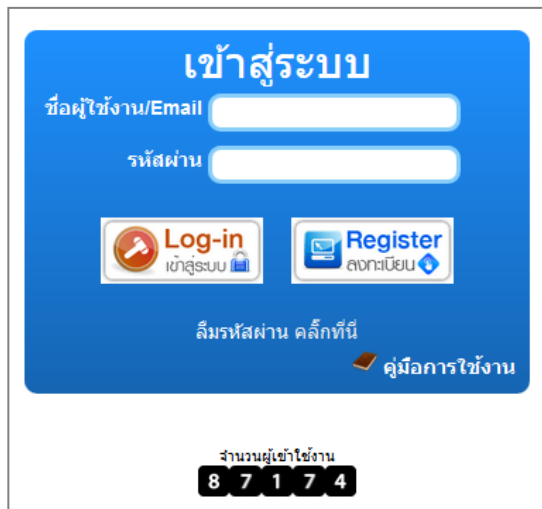 เข้าสู่ระบบ
ชื่อผู้ใช้งาน/Email
รหัสผ่าน
Log-in
เข้าสู่ระบบ
Register
ลงทะเบียน
ลืมรหัสผ่าน คลิ๊กที่นี่
คู่มือการใช้งาน
จำนวนผู้เข้าใช้งาน
87174